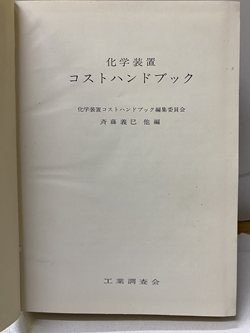 化学装置
コストハンドブック
化学装置コストハンドブック編集委員会
斉藤義巳 他編
工業調査会